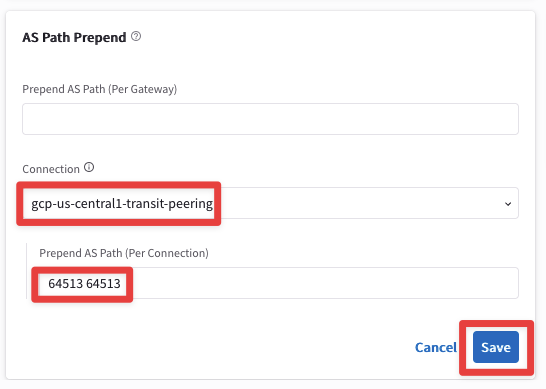 AS Path Prepend
Prepend AS Path (Per Gateway)
Connection
gcp-us-central1-transit-peering
Prepend AS Path (Per Connection)
64513 64513
Cancel Save